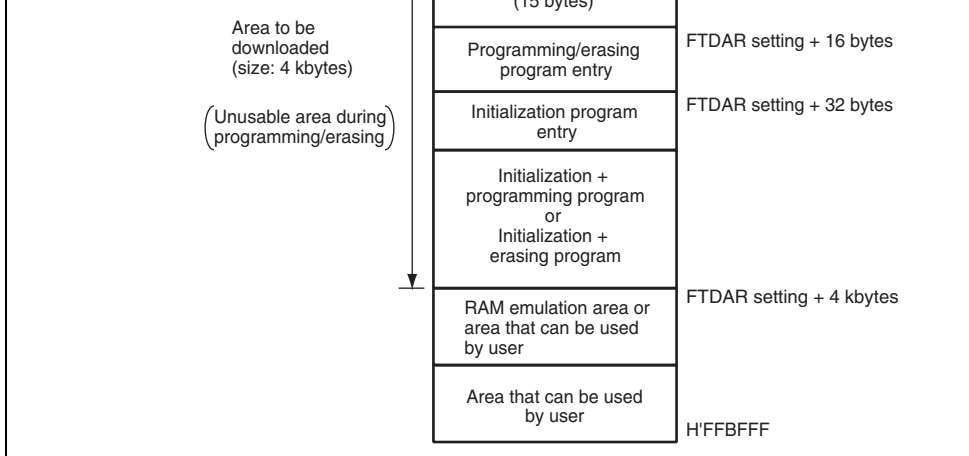 (15 bytes)
Area to be
downloaded
(size: 4 kbytes)
(Unusable area during
programming/erasing)
Programming/erasing
program entry
FTDAR setting + 16 bytes
Initialization program
entry
FTDAR setting + 32 bytes
Initialization +
programming program
or
Initialization +
erasing program
FTDAR setting + 4 kbytes
RAM emulation area or
area that can be used
by user
Area that can be used
by user
H'FFBFFF